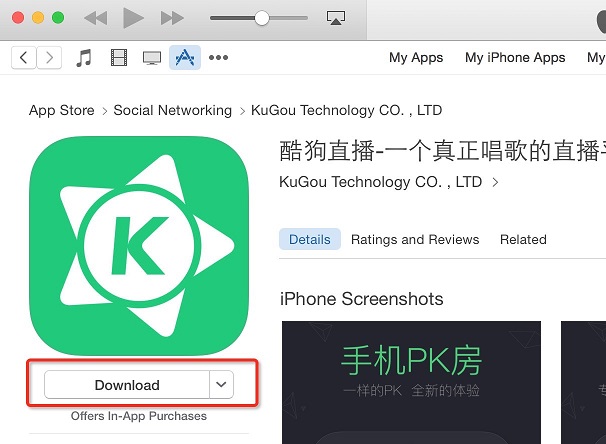 My Apps My iPhone Apps My
App Store > Social Networking > KuGou Technology CO. , LTD
酷狗直播-一个真正唱歌的直播
KuGou Technology CO. , LTD >
Details Ratings and Reviews Related
iPhone Screenshots
K
手机PK房
一样的PK 全新的体验
Download
Offers In-App Purchases